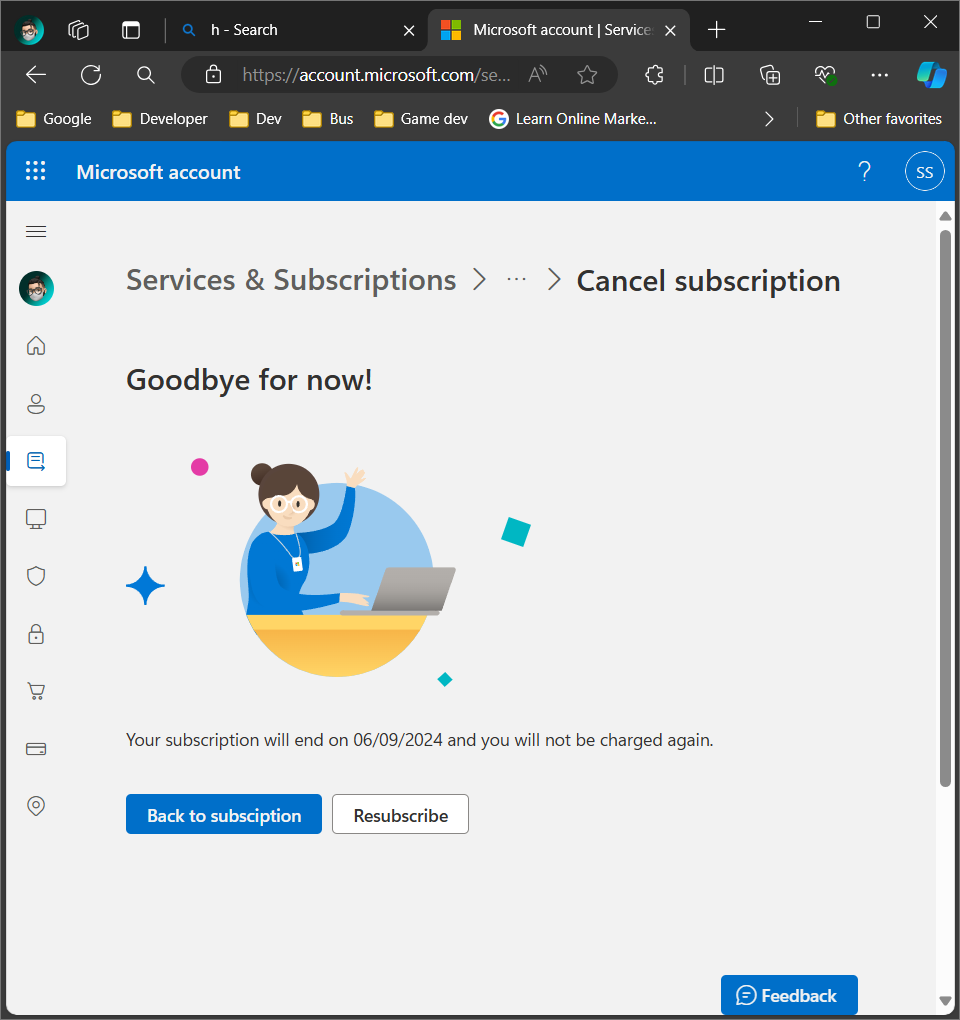 h - Search
Microsoft account | Service
https://account.microsoft.com/se...
Google
Developer
Dev
Bus
Game dev
Learn Online Marke...
Other favorites
Microsoft account
?
SS
Services & Subscriptions > ... > Cancel subscription
Goodbye for now!
Your subscription will end on 06/09/2024 and you will not be charged again.
Back to subsciption
Resubscribe
Feedback